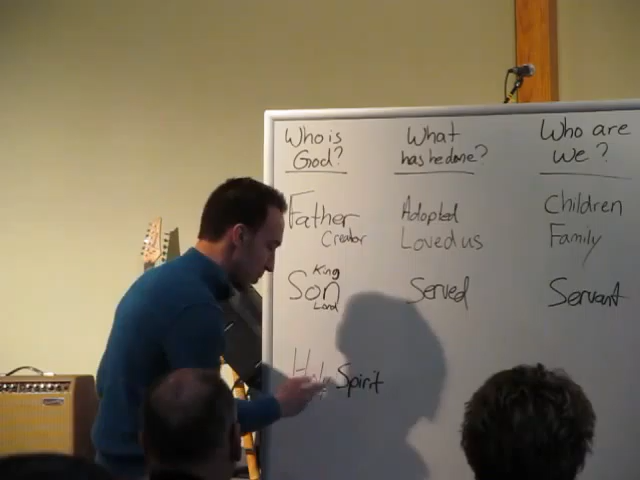 Who is
God?
What
has he done?
Who are
we?
Father
Creator
Adopted
Loved us
Children
Family
King
Son
Lord
Served
Servant
Holy Spirit